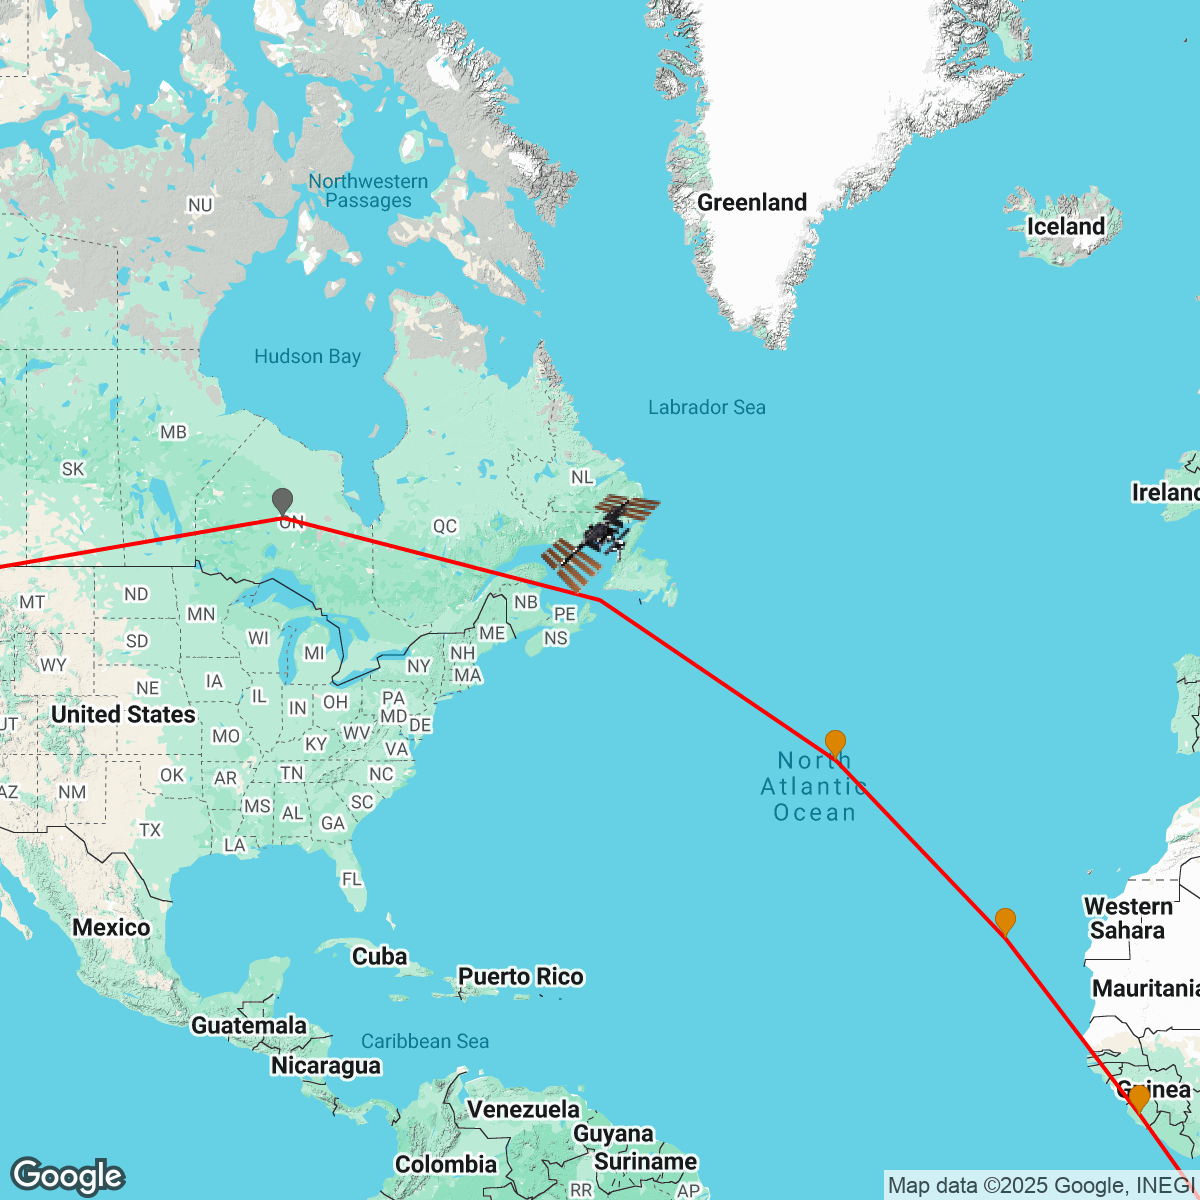 Northwestern
Passages
NU
Greenland
Iceland
Hudson Bay
Labrador Sea
MB
SK
NL
Ireland
ON
QC
MT
ND
MN
NB
PE
SD
WI
MI
ME
NS
WY
NH
NY
MA
NE
IA
IL
IN
OH
PA
United States
MD
DE
UT
MO
KY
WV
VA
North
Atlantic
Ocean
OK
AR
TN
NC
AZ
NM
MS
AL
SC
GA
TX
LA
FL
Mexico
Western
Sahara
Cuba
Puerto Rico
Mauritania
Guatemala
Caribbean Sea
Nicaragua
Guinea
Venezuela
Guyana
Colombia
Suriname
RR
AP
Google
Map data ©2025 Google, INEGI